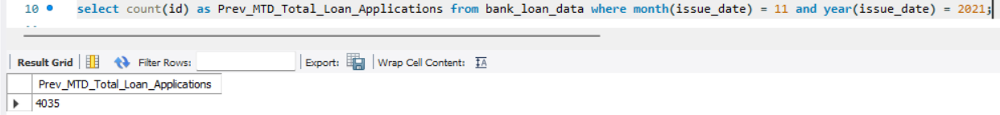 10 select count(id) as Prev_MTD_Total_Loan_Applications from bank_loan_data where month(issue_date) = 11 and year(issue_date) = 2021;
Result Grid Filter Rows: Export: Wrap Cell Content: IA
Prev_MTD_Total_Loan_Applications
4035